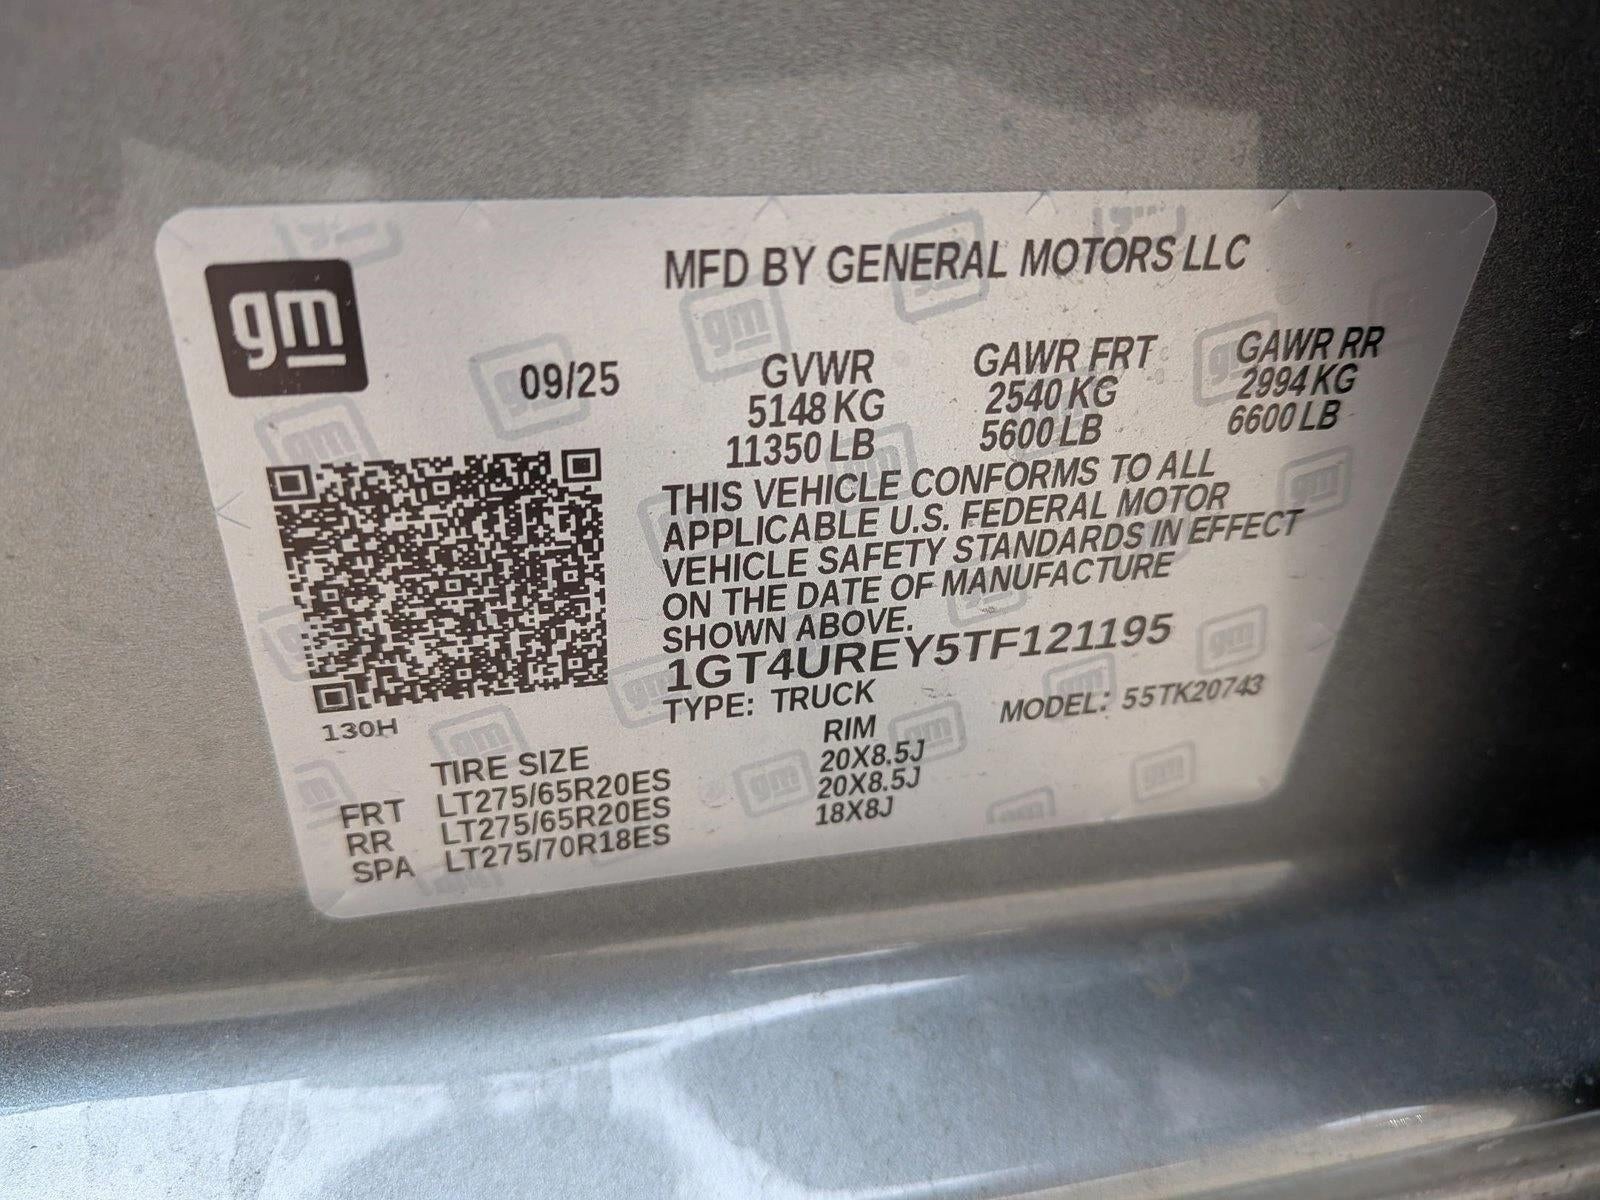 gm
MFD BY GENERAL MOTORS LLC
09/25
GVWR
5148 KG
11350 LB
GAWR FRT
2540 KG
5600 LB
GAWR RR
2994 KG
6600 LB
THIS VEHICLE CONFORMS TO ALL
APPLICABLE U.S. FEDERAL MOTOR
VEHICLE SAFETY STANDARDS IN EFFECT
ON THE DATE OF MANUFACTURE
SHOWN ABOVE.
1GT4UREY5TF121195
TYPE: TRUCK
MODEL: 55TK20743
130H
TIRE SIZE RIM
FRT LT275/65R20ES 20X8.5J
RR LT275/65R20ES 20X8.5J
SPA LT275/70R18ES 18X8J